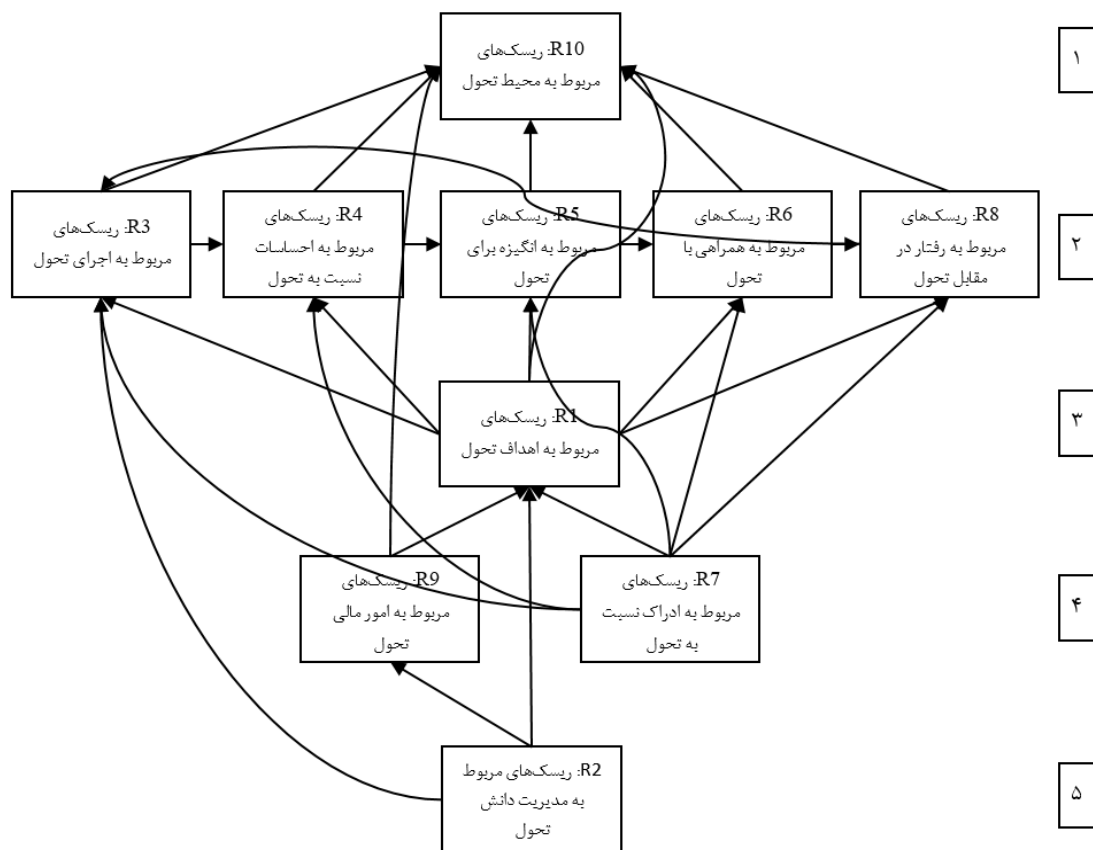 R10: ریسک‌های
مربوط به محیط تحول
۱
R3: ریسک‌های
مربوط به اجرای تحول
R4: ریسک‌های
مربوط به احساسات
نسبت به تحول
R5: ریسک‌های
مربوط به انگیزه برای
تحول
R6: ریسک‌های
مربوط به همراهی با
تحول
R8: ریسک‌های
مربوط به رفتار در
مقابل تحول
۲
R1: ریسک‌های
مربوط به اهداف تحول
۳
R9: ریسک‌های
مربوط به امور مالی
تحول
R7: ریسک‌های
مربوط به ادراک نسبت
به تحول
۴
R2: ریسک‌های مربوط
به مدیریت دانش
تحول
۵